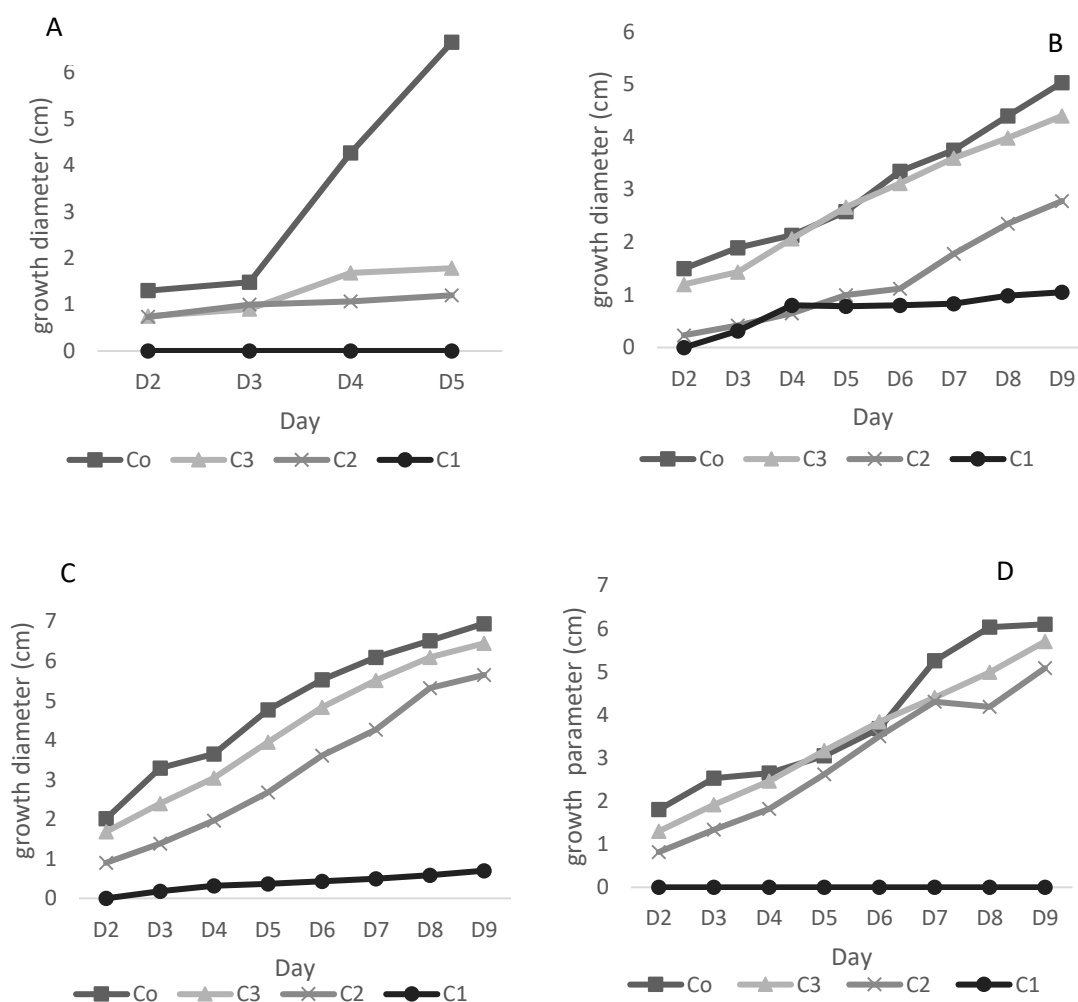 A
growth diameter (cm)
6
5
4
3
2
1
0
D2 D3 D4 D5
Day
Co C3 C2 C1
B
growth diameter (cm)
6
5
4
3
2
1
0
D2 D3 D4 D5 D6 D7 D8 D9
Day
Co C3 C2 C1
C
growth diameter (cm)
7
6
5
4
3
2
1
0
D2 D3 D4 D5 D6 D7 D8 D9
Day
Co C3 C2 C1
D
growth parameter (cm)
7
6
5
4
3
2
1
0
D2 D3 D4 D5 D6 D7 D8 D9
Day
Co C3 C2 C1